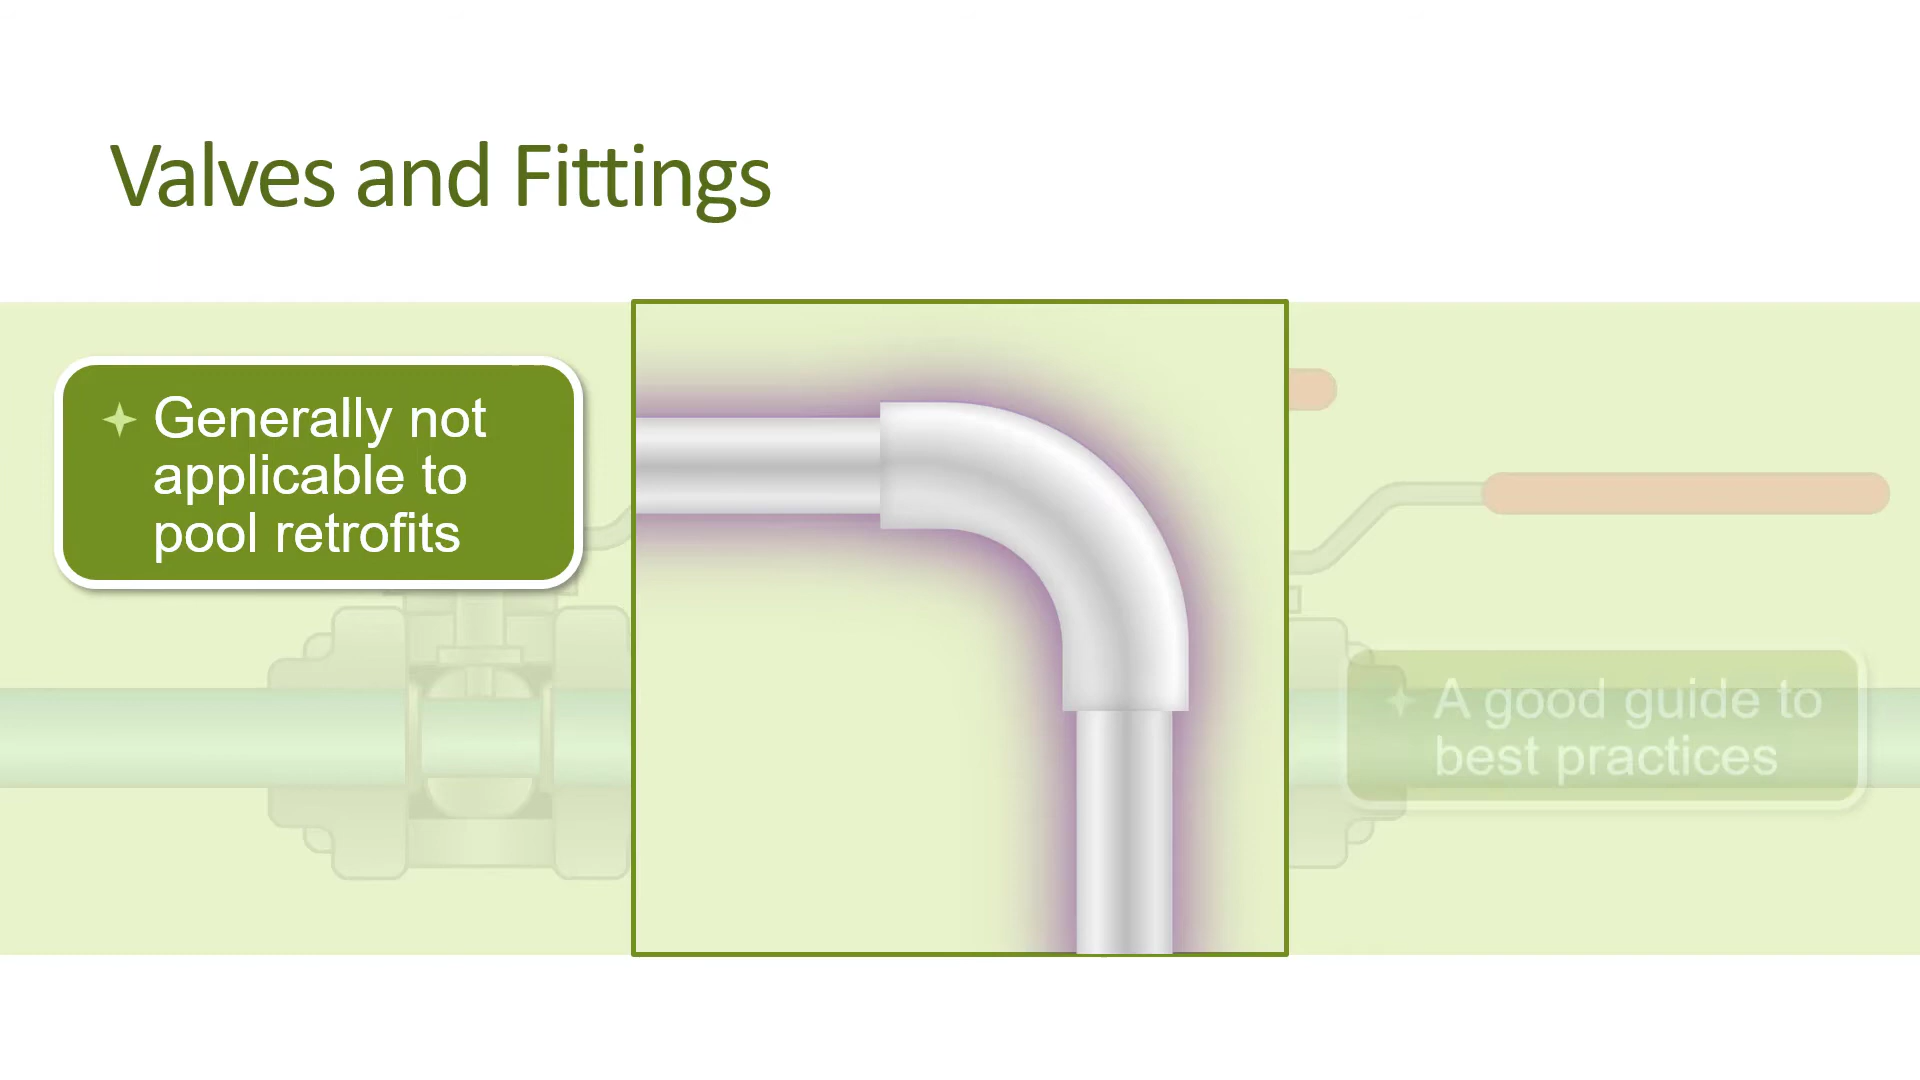 Valves and Fittings
Generally not
applicable to
pool retrofits
A good guide to
best practices